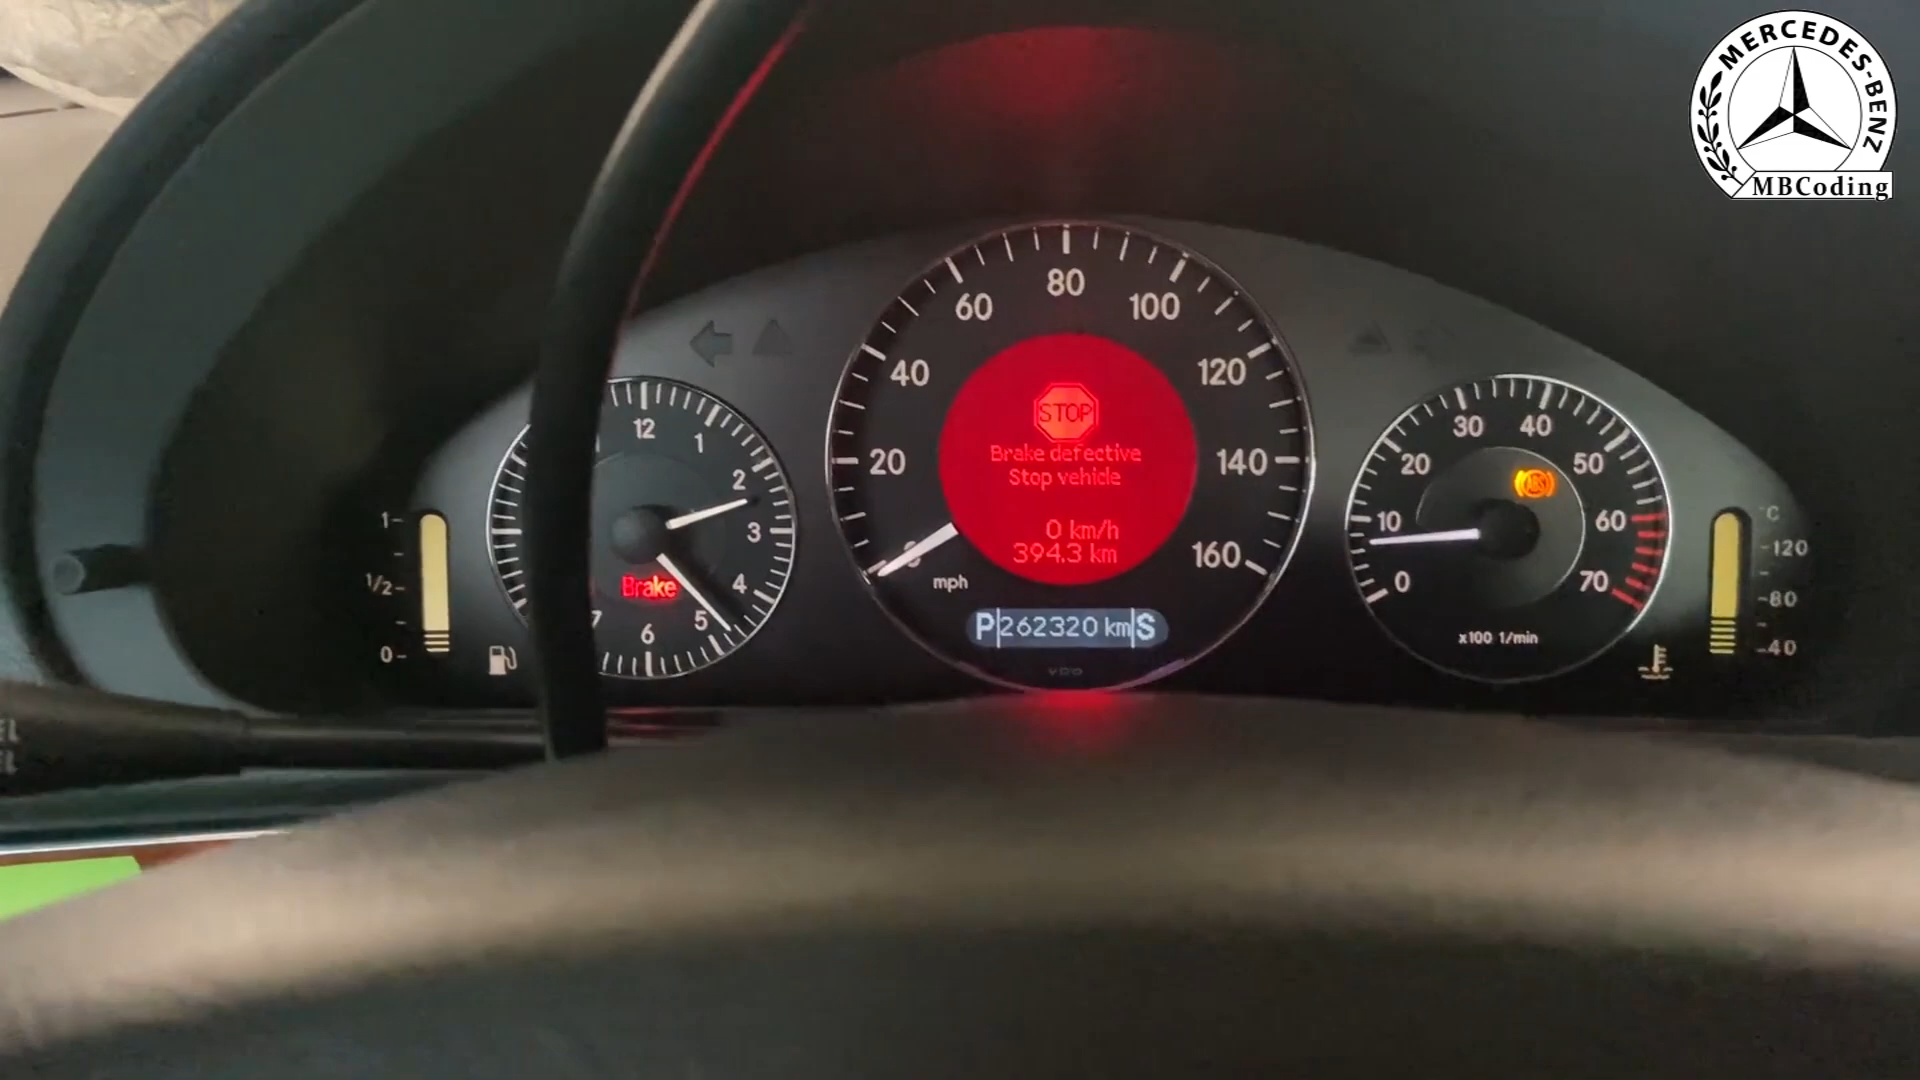 MERCEDES-BENZ
MBCoding
60
80
100
40
120
20
140
160
mph
STOP
Brake defective
Stop vehicle
0 km/h
394.3 km
P 262320 km S
VDO
12
1
2
3
4
5
6
7
Brake
1
1/2
0
0
10
20
30
40
50
60
70
x100 1/min
ABS
°C
120
80
40